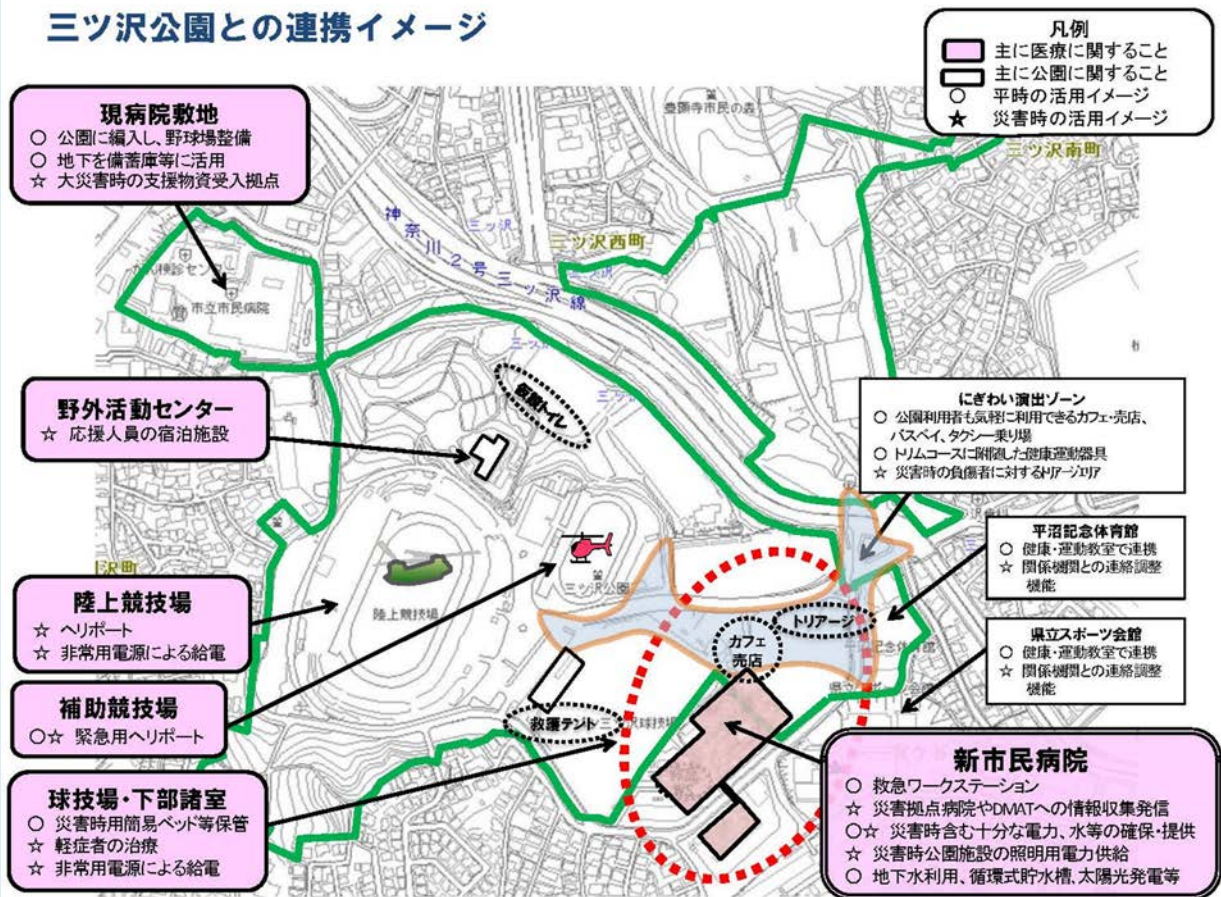 三ツ沢公園との連携イメージ
凡例
主に医療に関すること
主に公園に関すること
○ 平時の活用イメージ
★ 災害時の活用イメージ
現病院敷地
○ 公園に編入し、野球場整備
○ 地下を備蓄庫等に活用
☆ 大災害時の支援物資受入拠点
豊顕寺市民の森
三ツ沢南町
三ツ沢西町
三ツ沢
神奈川2号三ツ沢線
市立市民病院
野外活動センター
☆ 応援人員の宿泊施設
仮設トイレ
にぎわい演出ゾーン
○ 公園利用者も気軽に利用できるカフェ・売店、
バスベイ、タクシー乗り場
○ トリムコースに附随した健康運動器具
☆ 災害時の負傷者に対するトリアージエリア
平沼記念体育館
○ 健康・運動教室で連携
☆ 関係機関との連絡調整
機能
陸上競技場
☆ ヘリポート
☆ 非常用電源による給電
陸上競技場
三ツ沢公園
トリアージ
カフェ
売店
県立スポーツ会館
○ 健康・運動教室で連携
☆ 関係機関との連絡調整
機能
補助競技場
○☆ 緊急用ヘリポート
救護テント
三ツ沢球技場
球技場・下部諸室
○ 災害時用簡易ベッド等保管
☆ 軽症者の治療
☆ 非常用電源による給電
新市民病院
○ 救急ワークステーション
☆ 災害拠点病院やDMATへの情報収集発信
○☆ 災害時含む十分な電力、水等の確保・提供
☆ 災害時公園施設の照明用電力供給
○ 地下水利用、循環式貯水槽、太陽光発電等